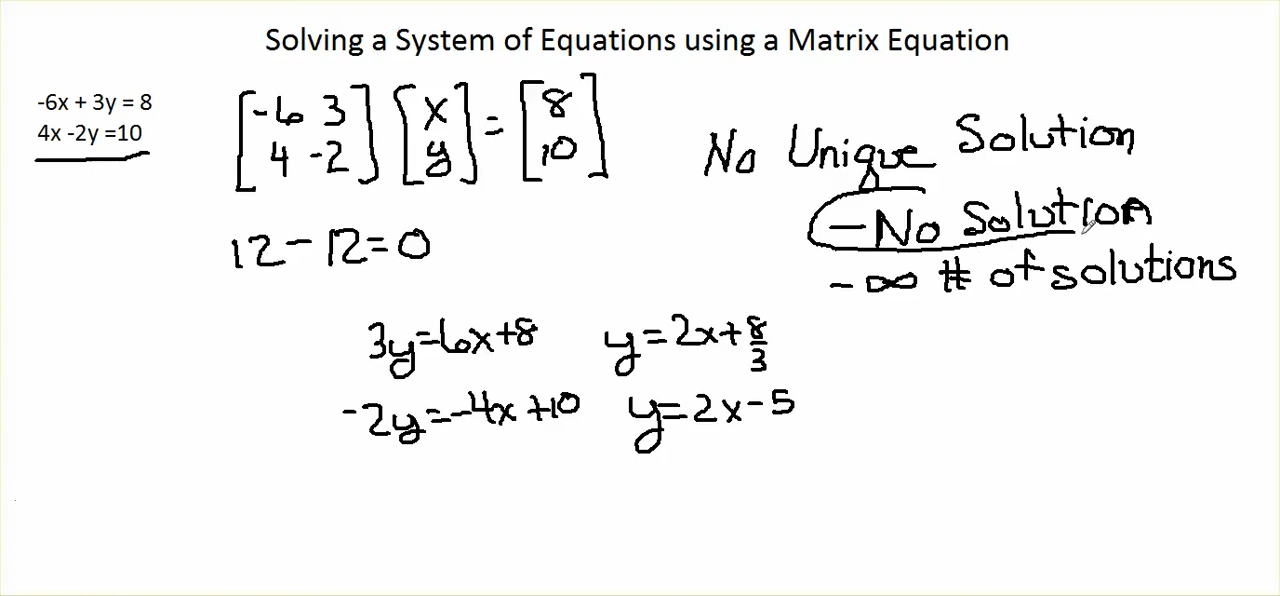 Solving a System of Equations using a Matrix Equation
-6x + 3y = 8
4x -2y =10
[-6 3] [x] = [8]
[4 -2] [y] [10]
No Unique Solution
- No Solution
- ∞ # of solutions
12 - 12 = 0
3y = 6x + 8 y = 2x + 8/3
-2y = -4x + 10 y = 2x - 5